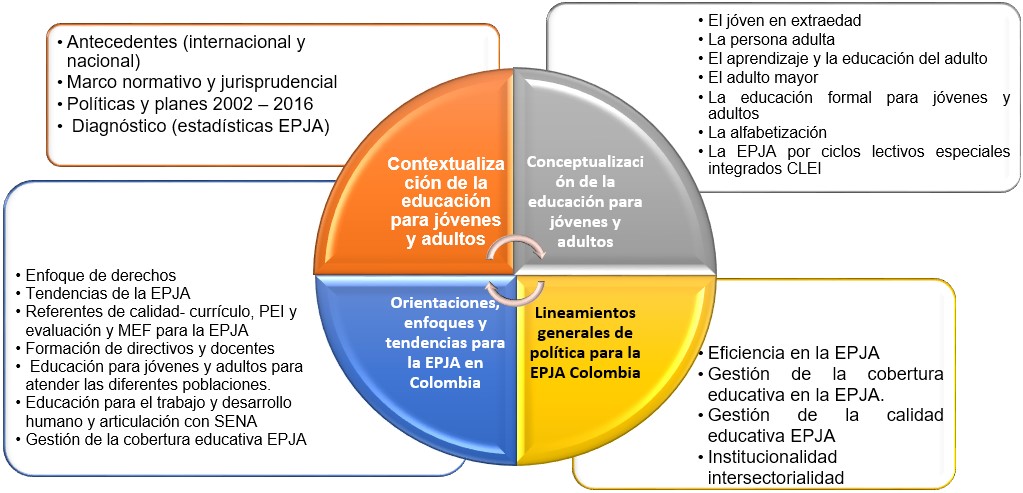 • Antecedentes (internacional y
nacional)
• Marco normativo y jurisprudencial
• Políticas y planes 2002 – 2016
• Diagnóstico (estadísticas EPJA)
• El jóven en extraedad
• La persona adulta
• El aprendizaje y la educación del adulto
• El adulto mayor
• La educación formal para jóvenes y
adultos
• La alfabetización
• La EPJA por ciclos lectivos especiales
integrados CLEI
Contextualiza
ción de la
educación
para jóvenes
y adultos
Conceptualizaci
ón de la
educación para
jóvenes y
adultos
• Enfoque de derechos
• Tendencias de la EPJA
• Referentes de calidad- currículo, PEI y
evaluación y MEF para la EPJA
• Formación de directivos y docentes
• Educación para jóvenes y adultos para
atender las diferentes poblaciones.
• Educación para el trabajo y desarrollo
humano y articulación con SENA
• Gestión de la cobertura educativa EPJA
Orientaciones,
enfoques y
tendencias para
la EPJA en
Colombia
Lineamientos
generales de
política para la
EPJA Colombia
• Eficiencia en la EPJA
• Gestión de la cobertura
educativa en la EPJA.
• Gestión de la calidad
educativa EPJA
• Institucionalidad
intersectorialidad